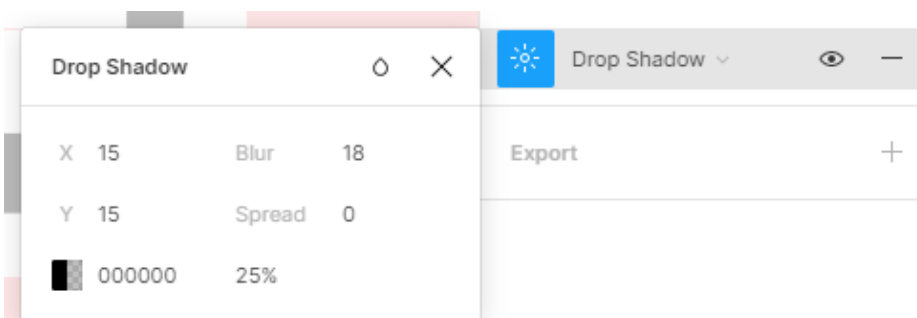 Drop Shadow
Drop Shadow
X 15 Blur 18
Export
Y 15 Spread 0
000000 25%